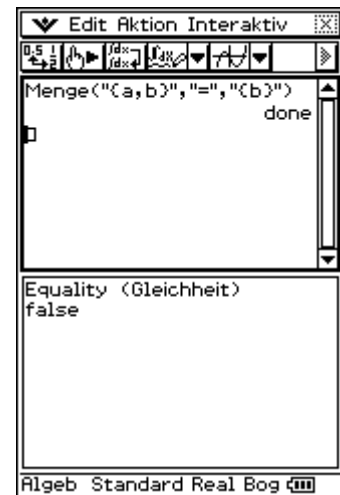 Edit Aktion Interaktiv
Menge("{a,b}","=","{b}")
done
Equality (Gleichheit)
false
Algeb Standard Real Bog